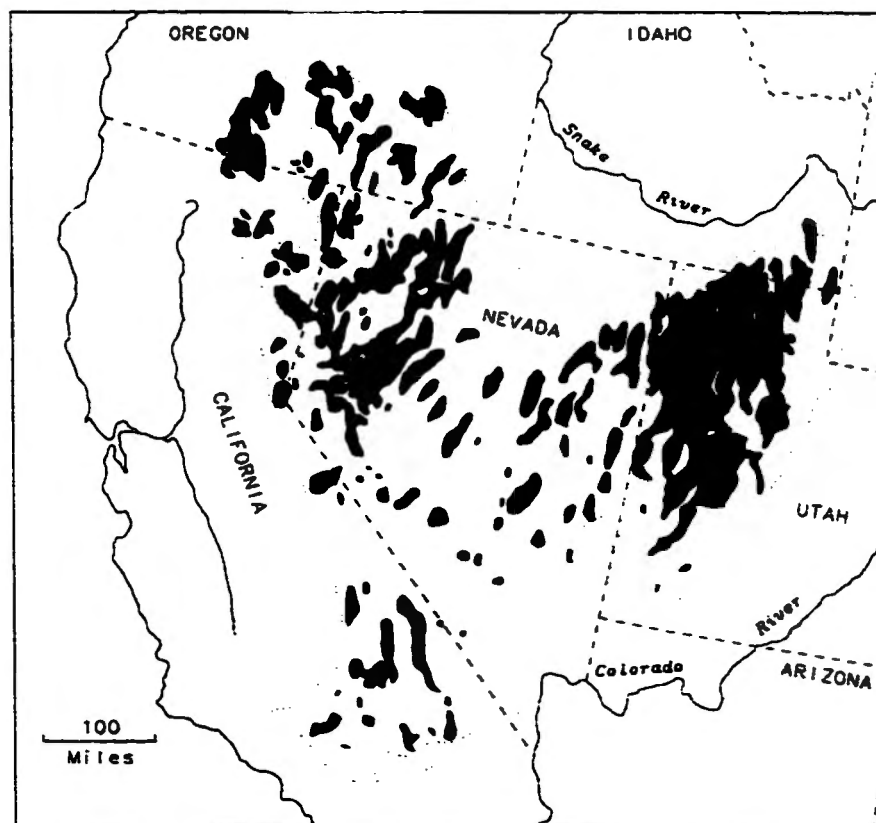 OREGON
IDAHO
Snake
River
NEVADA
CALIFORNIA
UTAH
River
Colorado
ARIZONA
100
Miles